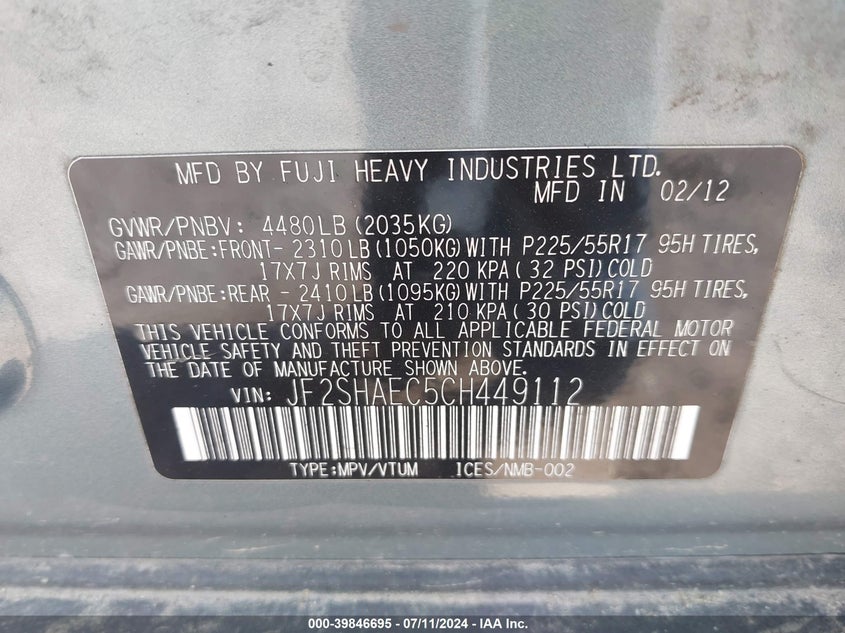 MFD BY FUJI HEAVY INDUSTRIES LTD.
MFD IN 02/12
GVWR/PNBV: 4480LB (2035KG)
GAWR/PNBE:FRONT- 2310LB (1050KG) WITH P225/55R17 95H TIRES,
17X7J RIMS AT 220 KPA ( 32 PSI) COLD
GAWR/PNBE:REAR - 2410LB (1095KG) WITH P225/55R17 95H TIRES,
17X7J RIMS AT 210 KPA ( 30 PSI) COLD
THIS VEHICLE CONFORMS TO ALL APPLICABLE FEDERAL MOTOR
VEHICLE SAFETY AND THEFT PREVENTION STANDARDS IN EFFECT ON
THE DATE OF MANUFACTURE SHOWN ABOVE.
VIN: JF2SHAFC5CH449112
TYPE:MPV/VTUM ICES/NMB-002
000-39846695 - 07/11/2024 - IAA Inc.